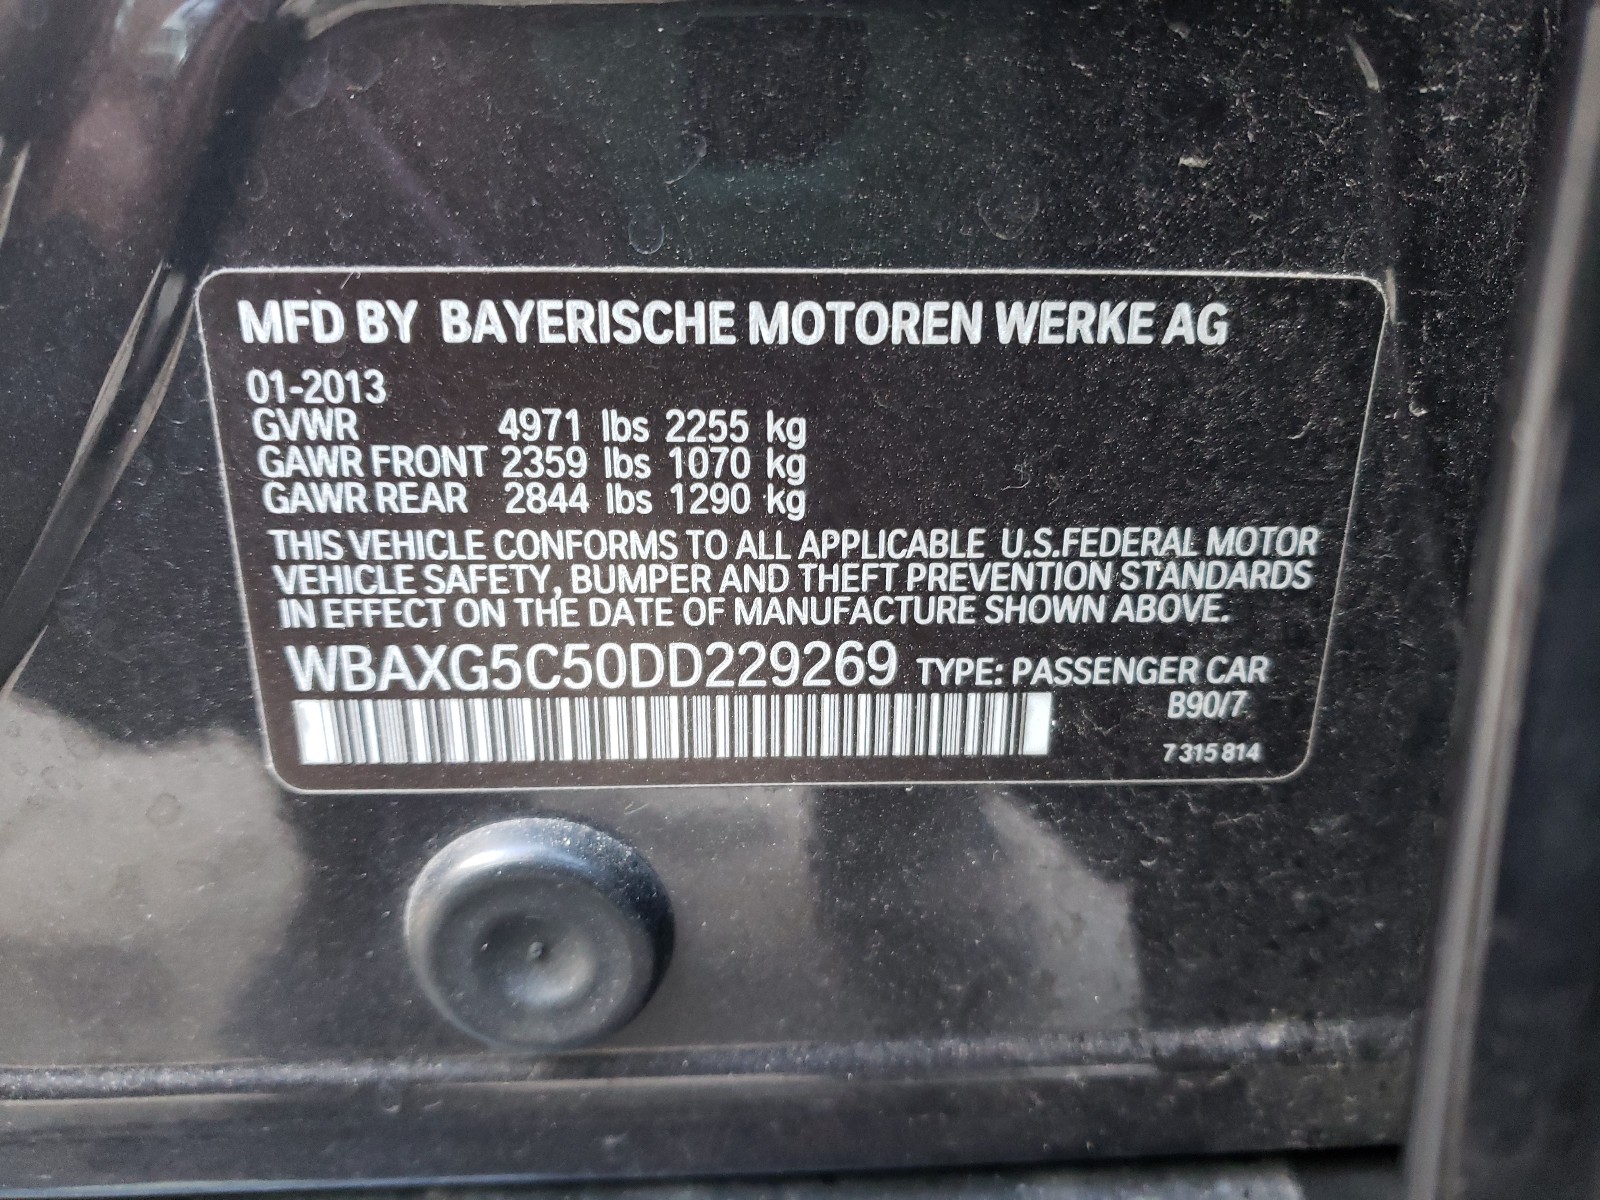 MFD BY BAYERISCHE MOTOREN WERKE AG
01-2013
GVWR 4971 lbs 2255 kg
GAWR FRONT 2359 lbs 1070 kg
GAWR REAR 2844 lbs 1290 kg
THIS VEHICLE CONFORMS TO ALL APPLICABLE U.S.FEDERAL MOTOR
VEHICLE SAFETY, BUMPER AND THEFT PREVENTION STANDARDS
IN EFFECT ON THE DATE OF MANUFACTURE SHOWN ABOVE.
WBAXG5C50DD229269 TYPE: PASSENGER CAR
B90/7
7 315 814